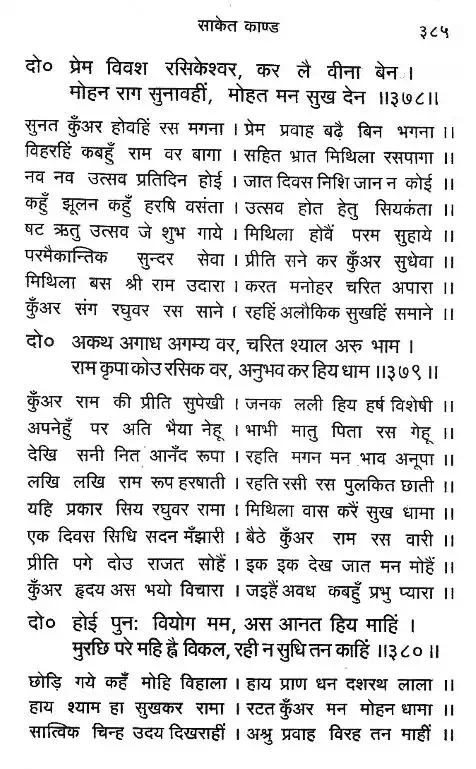 साकेत काण्ड ३८५
दो० प्रेम विवश रसिकेश्वर, कर लै वीना बेन ।
मोहन राग सुनावहीं, मोहत मन सुख देन ॥३७८॥
सुनत कुँअर होवहिं रस मगना । प्रेम प्रवाह बढ़ै बिन भगना ॥
विहरहिं कबहुँ राम वर बागा । सहित भ्रात मिथिला रसपागा ॥
नव नव उत्सव प्रतिदिन होई । जात दिवस निशि जान न कोई ॥
कहुँ झूलन कहुँ हरषि वसंता । उत्सव होत हेतु सियकंता ॥
षट ऋतु उत्सव जे शुभ गाये । मिथिला होवैं परम सुहाये ॥
परमैकान्तिक सुन्दर सेवा । प्रीति सने कर कुँअर सुधेवा ॥
मिथिला बस श्री राम उदारा । करत मनोहर चरित अपारा ॥
कुँअर संग रघुवर रस साने । रहहिं अलौकिक सुखहिं समाने ॥
दो० अकथ अगाध अगम्य वर, चरित श्याल अरु भाम ।
राम कृपा कोउ रसिक वर, अनुभव कर हिय धाम ॥३७९॥
कुँअर राम की प्रीति सुपेखी । जनक लली हिय हर्ष विशेषी ॥
अपनेहुँ पर अति भैया नेहू । भाभी मातु पिता रस गेहू ॥
देखि सनी नित आनँद रूपा । रहति मगन मन भाव अनूपा ॥
लखि लखि राम रूप हरषाती । रहति रसी रस पुलकित छाती ॥
यहि प्रकार सिय रघुवर रामा । मिथिला वास करैं सुख धामा ॥
एक दिवस सिधि सदन मँझारी । बैठे कुँअर राम रस वारी ॥
प्रीति पगे दोउ राजत सोहैं । इक इक देख जात मन मोहैं ॥
कुँअर हृदय अस भयो विचारा । जइहैं अवध कबहुँ प्रभु प्यारा ॥
दो० होई पुनः वियोग मम, अस आनत हिय माहिं ।
मुरछि परे महि ह्वै विकल, रही न सुधि तन काहिं ॥३८०॥
छोड़ि गये कहँ मोहि विहाला । हाय प्राण धन दशरथ लाला ॥
हाय श्याम हा सुखकर रामा । रटत कुँअर मन मोहन धामा ॥
सात्विक चिन्ह उदय दिखराहीं । अश्रु प्रवाह विरह तन माहीं ॥